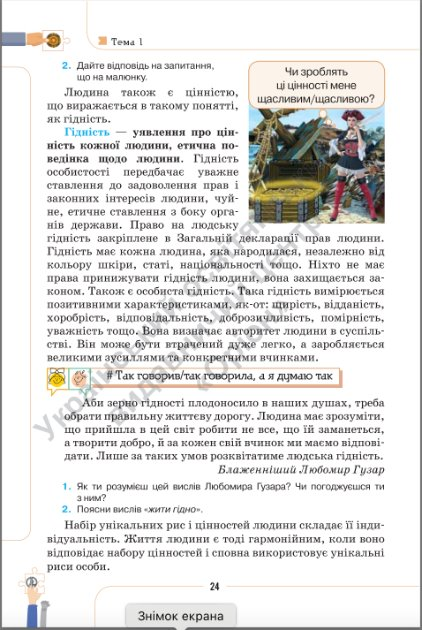 Тема 1
2. Дайте відповідь на запитання,
що на малюнку.
Чи зроблять
ці цінності мене
щасливим/щасливою?
Людина також є цінністю,
що виражається в такому понятті,
як гідність.
Гідність — уявлення про цін-
ність кожної людини, етична по-
ведінка щодо людини. Гідність
особистості передбачає уважне
ставлення до задоволення прав і
законних інтересів людини, чуй-
не, етичне ставлення з боку орга-
нів держави. Право на людську
гідність закріплене в Загальній декларації прав людини.
Гідність має кожна людина, яка народилася, незалежно від
кольору шкіри, статі, національності тощо. Ніхто не має
права принижувати гідність людини, вона захищається за-
коном. Також є особиста гідність. Така гідність вимірюється
позитивними характеристиками, як-от: щирість, відданість,
хоробрість, відповідальність, доброзичливість, помірність,
уважність тощо. Вона визначає авторитет людини в суспіль-
стві. Він може бути втрачений дуже легко, а заробляється
великими зусиллями та конкретними вчинками.
# Так говорив/так говорила, а я думаю так
Аби зерно гідності плодоносило в наших душах, треба
обрати правильну життєву дорогу. Людина має зрозуміти,
що прийшла в цей світ робити не все, що їй заманеться,
а творити добро, й за кожен свій вчинок ми маємо відпові-
дати. Лише за таких умов розквітатиме людська гідність.
Блаженніший Любомир Гузар
1. Як ти розумієш цей вислів Любомира Гузара? Чи погоджуєшся ти
з ним?
2. Поясни вислів «жити гідно».
Набір унікальних рис і цінностей людини складає її інди-
відуальність. Життя людини є тоді гармонійним, коли воно
відповідає набору цінностей і сповна використовує унікальні
риси особи.
24
Знімок екрана